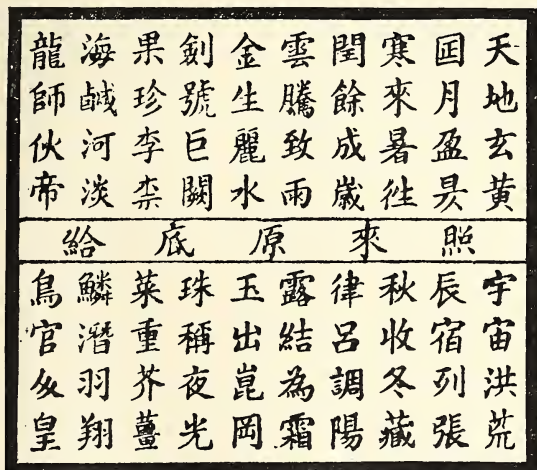 天地玄黃
囸月盈昃
寒來暑徃
閏餘成歳
雲騰致雨
金生麗水
劍號巨闕
果珍李柰
海鹹河淡
龍師伙帝
照來原底給
宇宙洪荒
辰宿列張
秋收冬藏
律呂調陽
露結為霜
玉出崑岡
珠稱夜光
菜重芥薑
鱗潛羽翔
鳥官皇